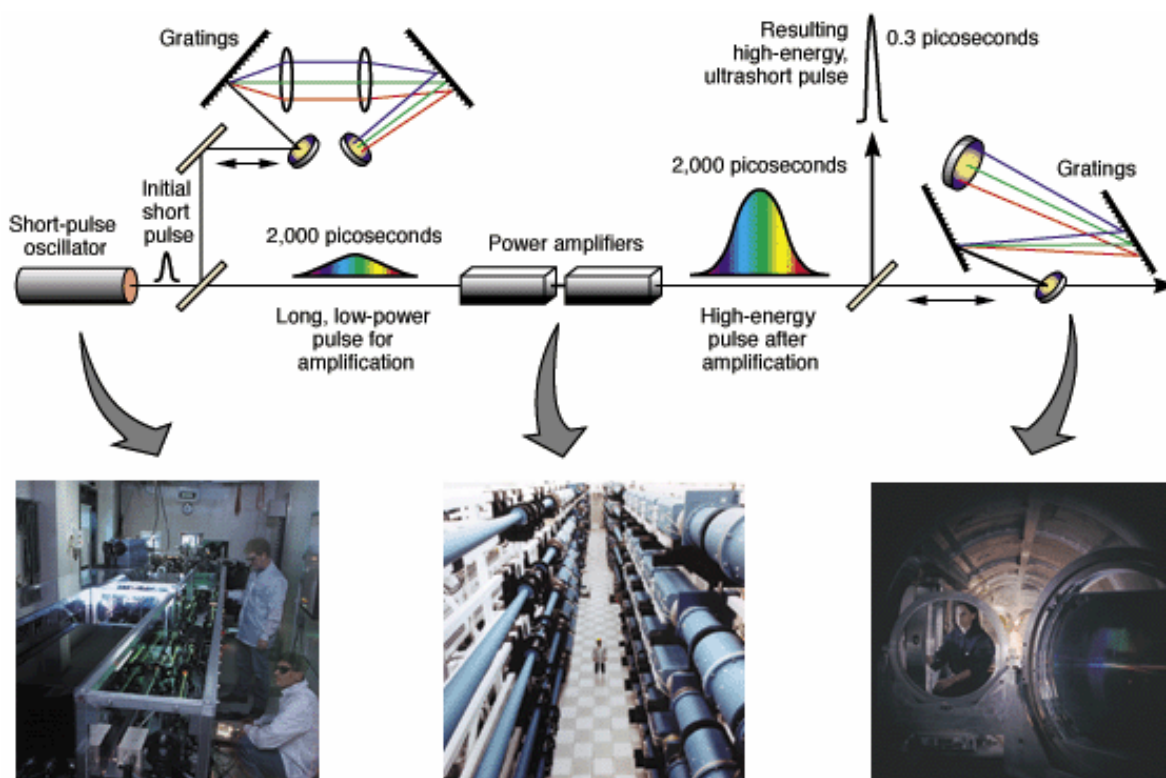 Gratings
Initial
short
pulse
Short-pulse
oscillator
2,000 picoseconds
Long, low-power
pulse for
amplification
Power amplifiers
2,000 picoseconds
High-energy
pulse after
amplification
Resulting
high-energy,
ultrashort pulse
0.3 picoseconds
Gratings